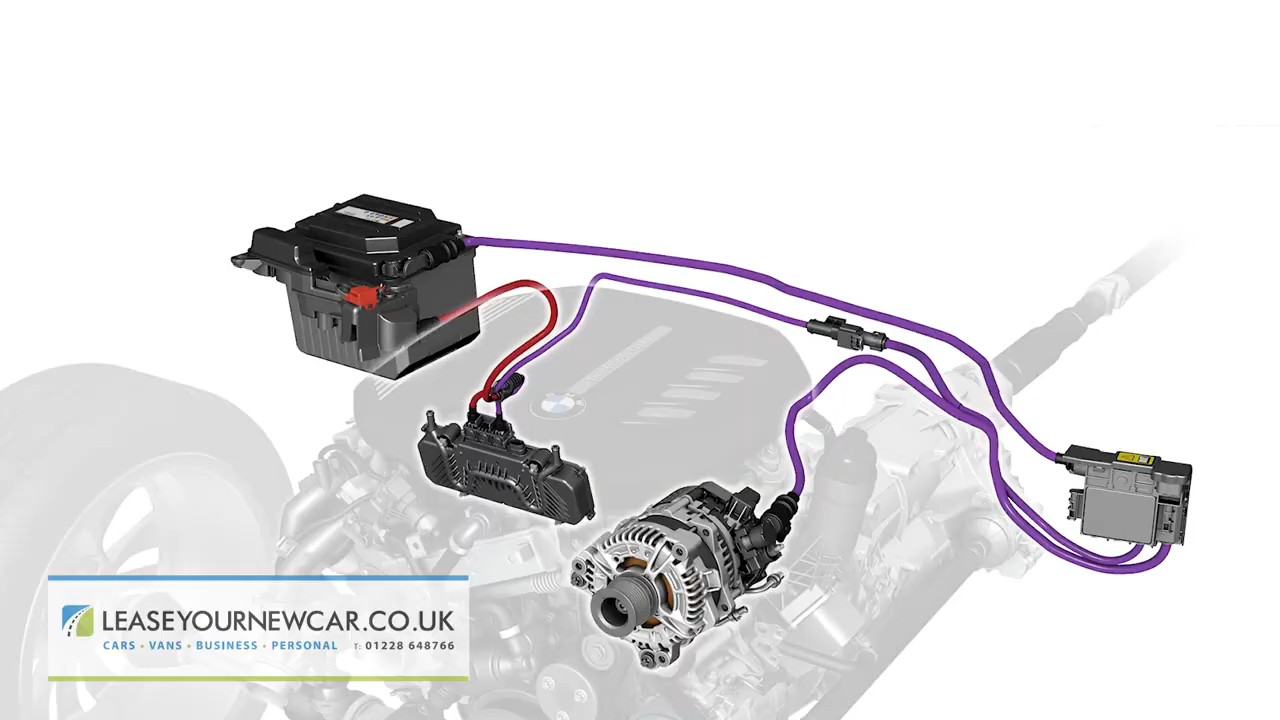 LEASEYOURNEWCAR.CO.UK
CARS • VANS • BUSINESS • PERSONAL T: 01228 648766